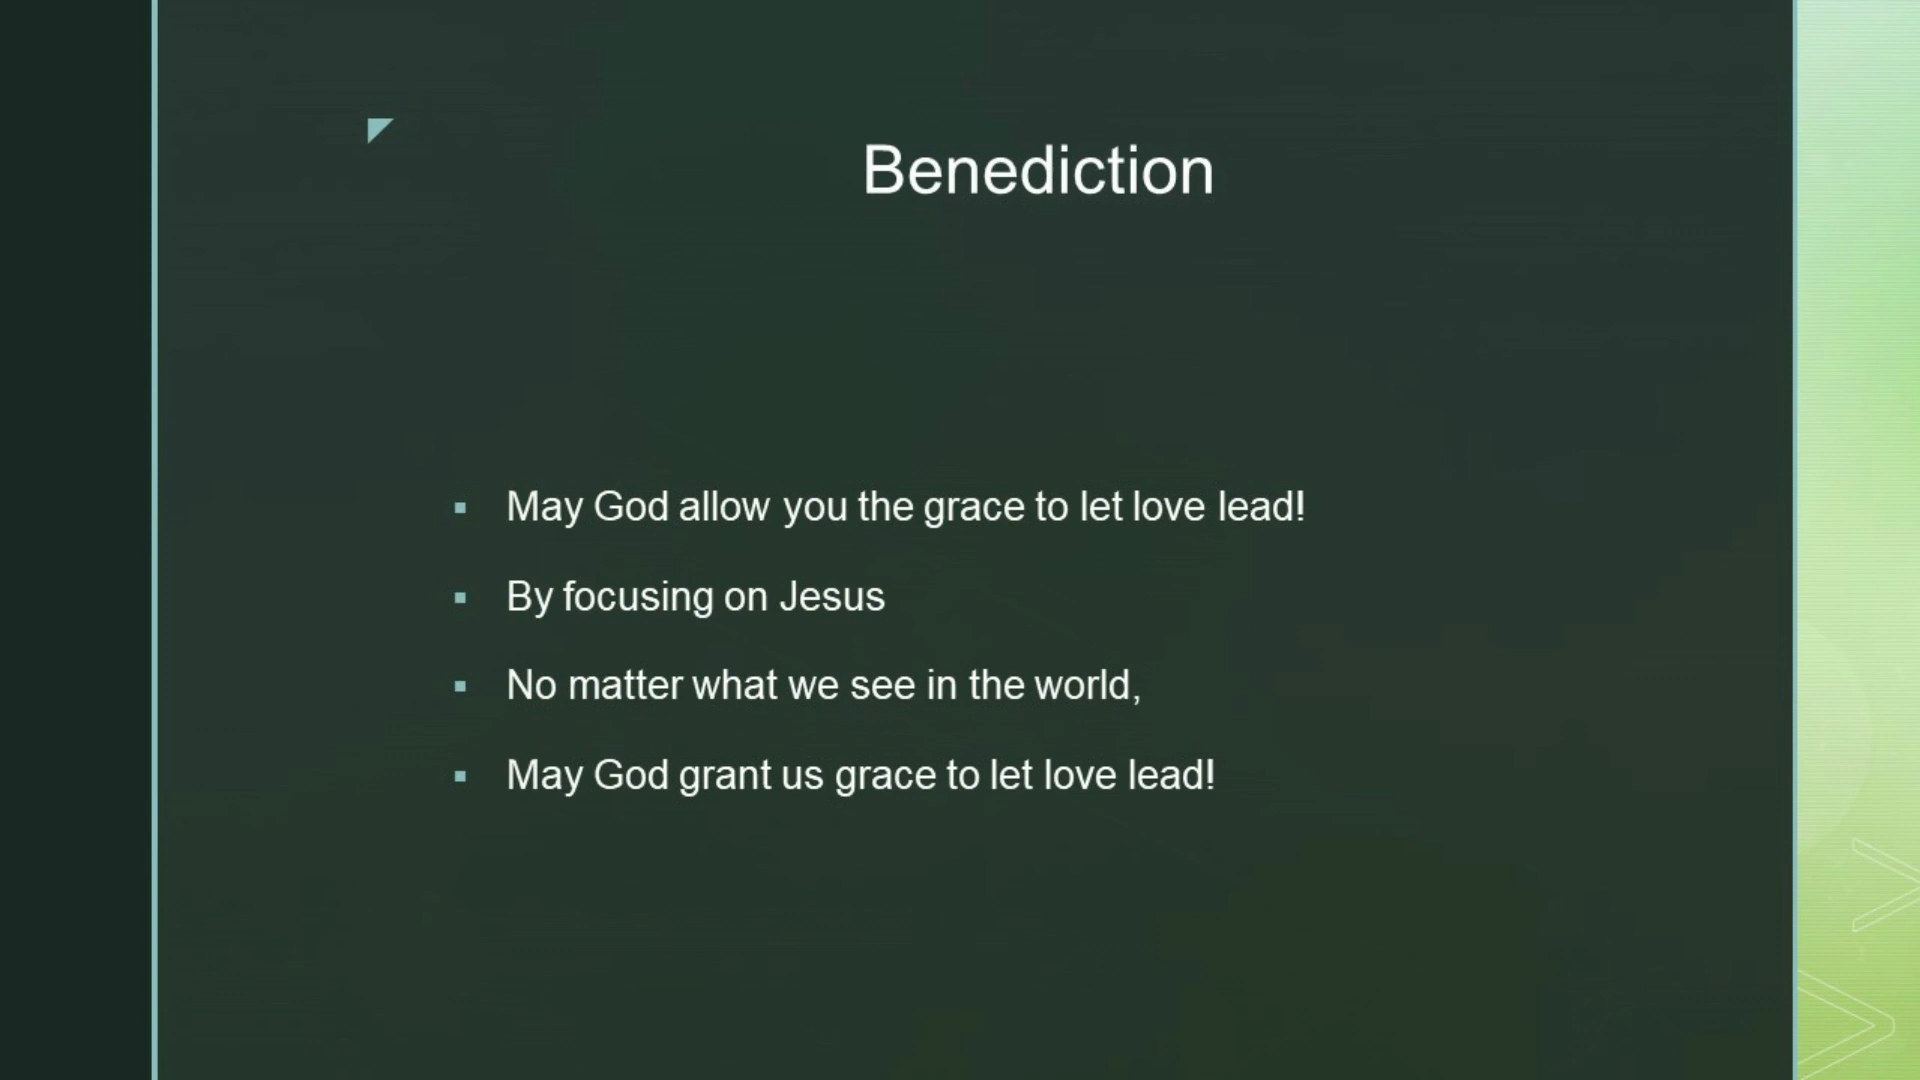 Benediction
May God allow you the grace to let love lead!
By focusing on Jesus
No matter what we see in the world,
May God grant us grace to let love lead!